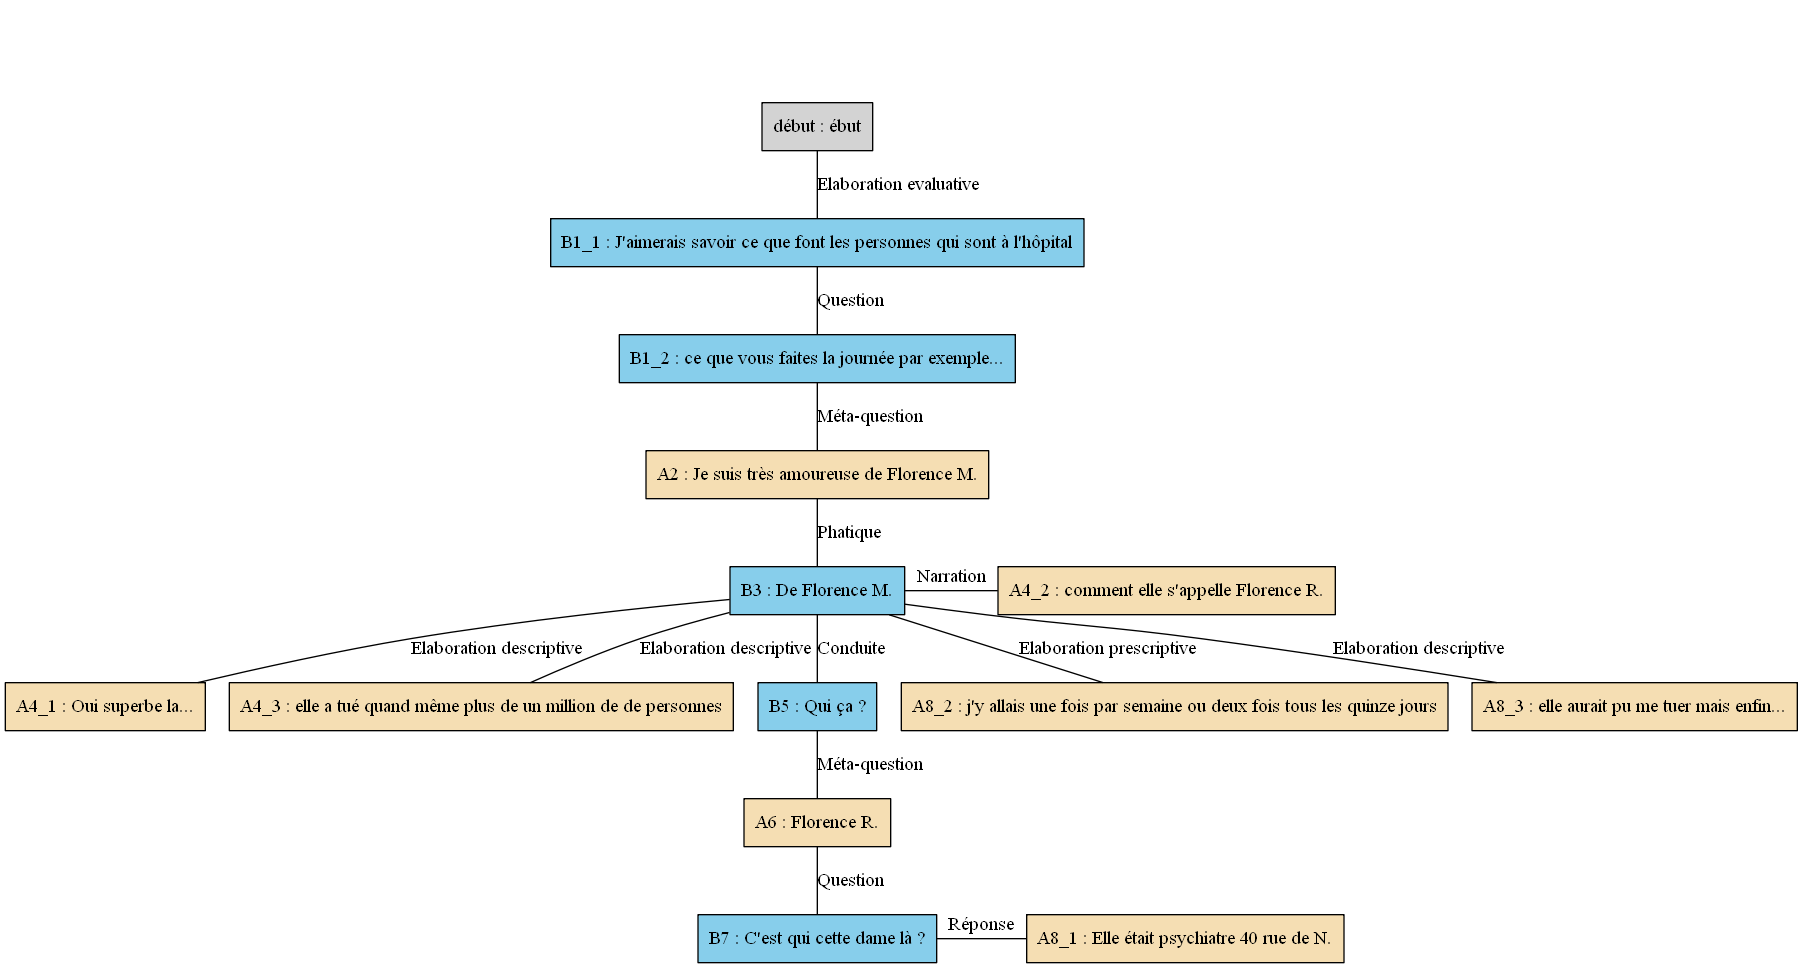 début : ébut
Elaboration evaluative
B1_1 : J'aimerais savoir ce que font les personnes qui sont à l'hôpital
Question
B1_2 : ce que vous faites la journée par exemple...
Méta-question
A2 : Je suis très amoureuse de Florence M.
Phatique
B3 : De Florence M.
Narration
A4_2 : comment elle s'appelle Florence R.
Elaboration descriptive
Elaboration descriptive
Conduite
Elaboration prescriptive
Elaboration descriptive
A4_1 : Oui superbe la...
A4_3 : elle a tué quand même plus de un million de de personnes
B5 : Qui ça ?
A8_2 : j'y allais une fois par semaine ou deux fois tous les quinze jours
A8_3 : elle aurait pu me tuer mais enfin...
Méta-question
A6 : Florence R.
Question
B7 : C'est qui cette dame là ?
Réponse
A8_1 : Elle était psychiatre 40 rue de N.